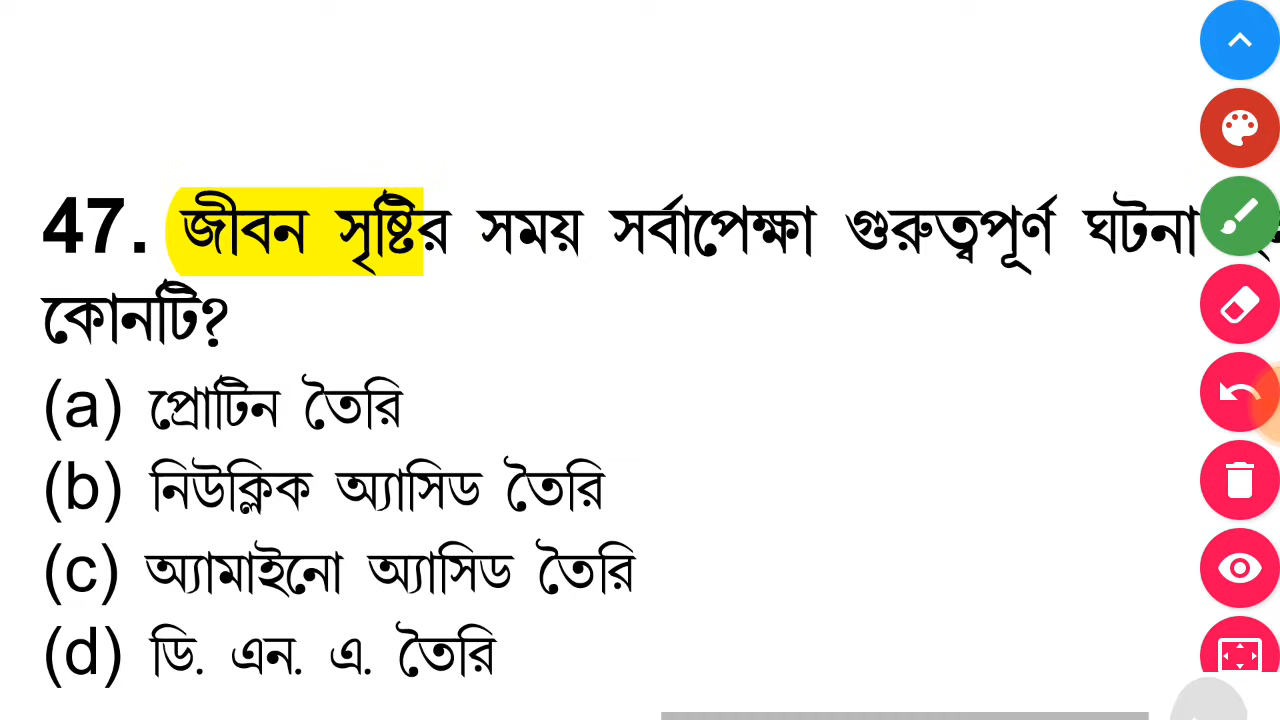 47. জীবন সৃষ্টির সময় সর্বাপেক্ষা গুরুত্বপূর্ণ ঘটনা
কোনটি?
(a) প্রোটিন তৈরি
(b) নিউক্লিক অ্যাসিড তৈরি
(c) অ্যামাইনো অ্যাসিড তৈরি
(d) ডি. এন. এ. তৈরি